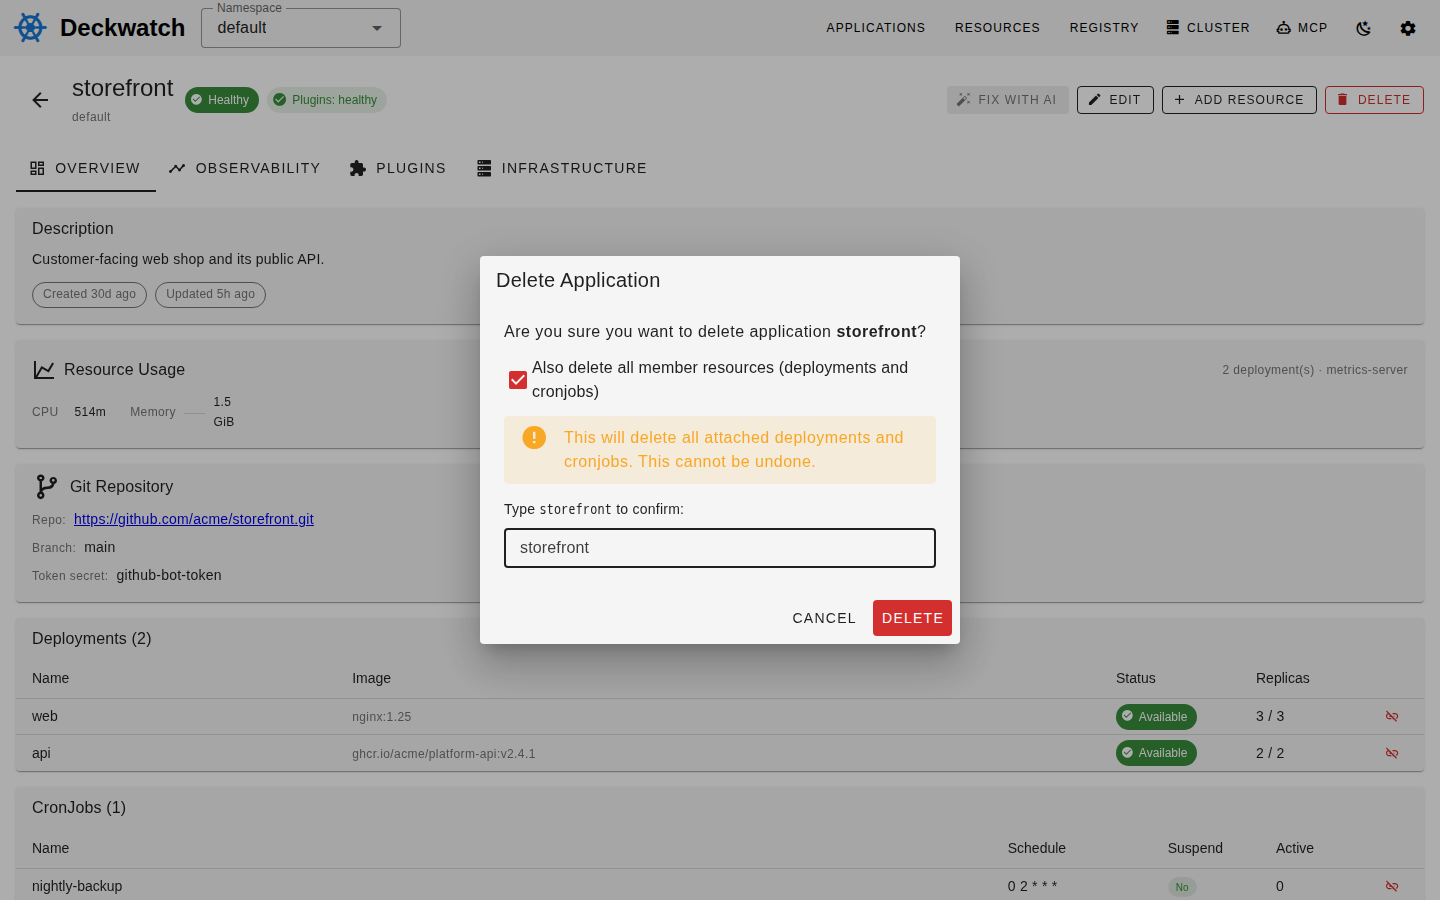 Deckwatch
Namespace
default
APPLICATIONS
RESOURCES
REGISTRY
CLUSTER
MCP
storefront
default
Healthy
Plugins: healthy
FIX WITH AI
EDIT
ADD RESOURCE
DELETE
OVERVIEW
OBSERVABILITY
PLUGINS
INFRASTRUCTURE
Description
Customer-facing web shop and its public API.
Created 30d ago
Updated 5h ago
Resource Usage
2 deployment(s) · metrics-server
CPU
514m
Memory
1.5
GiB
Git Repository
Repo: https://github.com/acme/storefront.git
Branch: main
Token secret: github-bot-token
Delete Application
Are you sure you want to delete application storefront?
Also delete all member resources (deployments and
cronjobs)
This will delete all attached deployments and
cronjobs. This cannot be undone.
Type storefront to confirm:
storefront
CANCEL
DELETE
Deployments (2)
Name Image Status Replicas
web nginx:1.25 Available 3 / 3
api ghcr.io/acme/platform-api:v2.4.1 Available 2 / 2
CronJobs (1)
Name Schedule Suspend Active
nightly-backup 0 2 * * * No 0